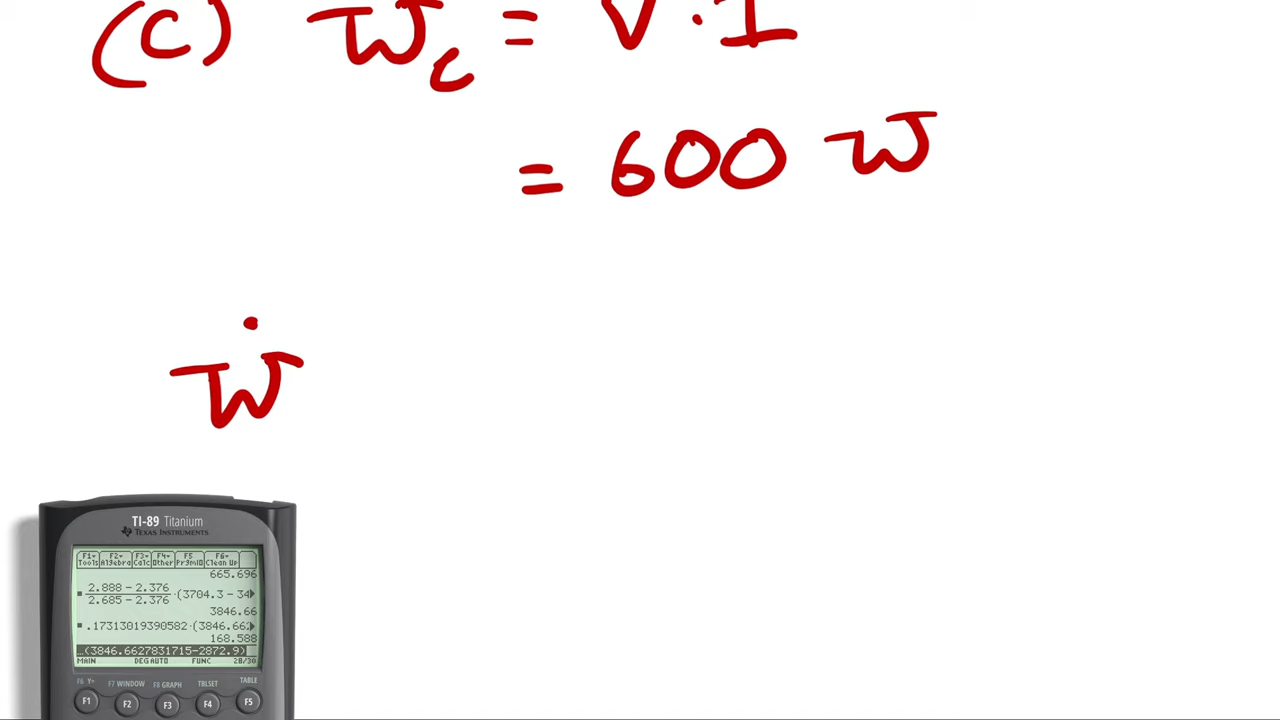 (c) Ẇc = V · I
= 600 W
Ẇ
TI-89 Titanium
TEXAS INSTRUMENTS
F1 F2 F3 F4 F5 F6
Tools Algebra Calc Other PrgmIO Clean Up
665.696
2.888 - 2.376
2.685 - 2.376 ·(3704.3 - 34
3846.66
.17313019390582·(3846.66
168.588
…(3846.6627831715-2872.9)
MAIN DEG AUTO FUNC 28/30
F6 Y= F7 WINDOW F8 GRAPH TBLSET TABLE
F1 F2 F3 F4 F5